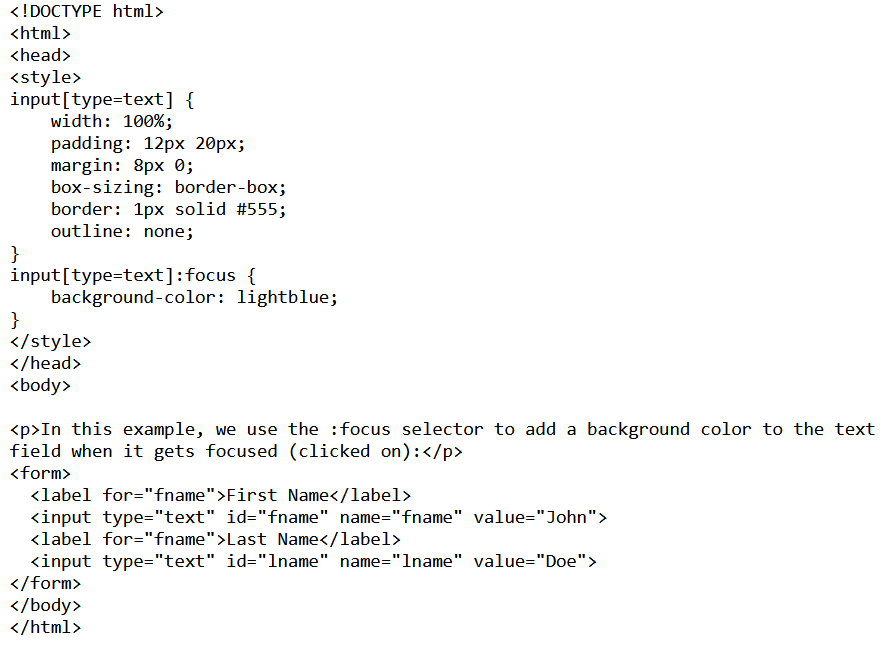 <!DOCTYPE html>
<html>
<head>
<style>
input[type=text] {
    width: 100%;
    padding: 12px 20px;
    margin: 8px 0;
    box-sizing: border-box;
    border: 1px solid #555;
    outline: none;
}
input[type=text]:focus {
    background-color: lightblue;
}
</style>
</head>
<body>

<p>In this example, we use the :focus selector to add a background color to the text
field when it gets focused (clicked on):</p>
<form>
  <label for="fname">First Name</label>
  <input type="text" id="fname" name="fname" value="John">
  <label for="fname">Last Name</label>
  <input type="text" id="lname" name="lname" value="Doe">
</form>
</body>
</html>